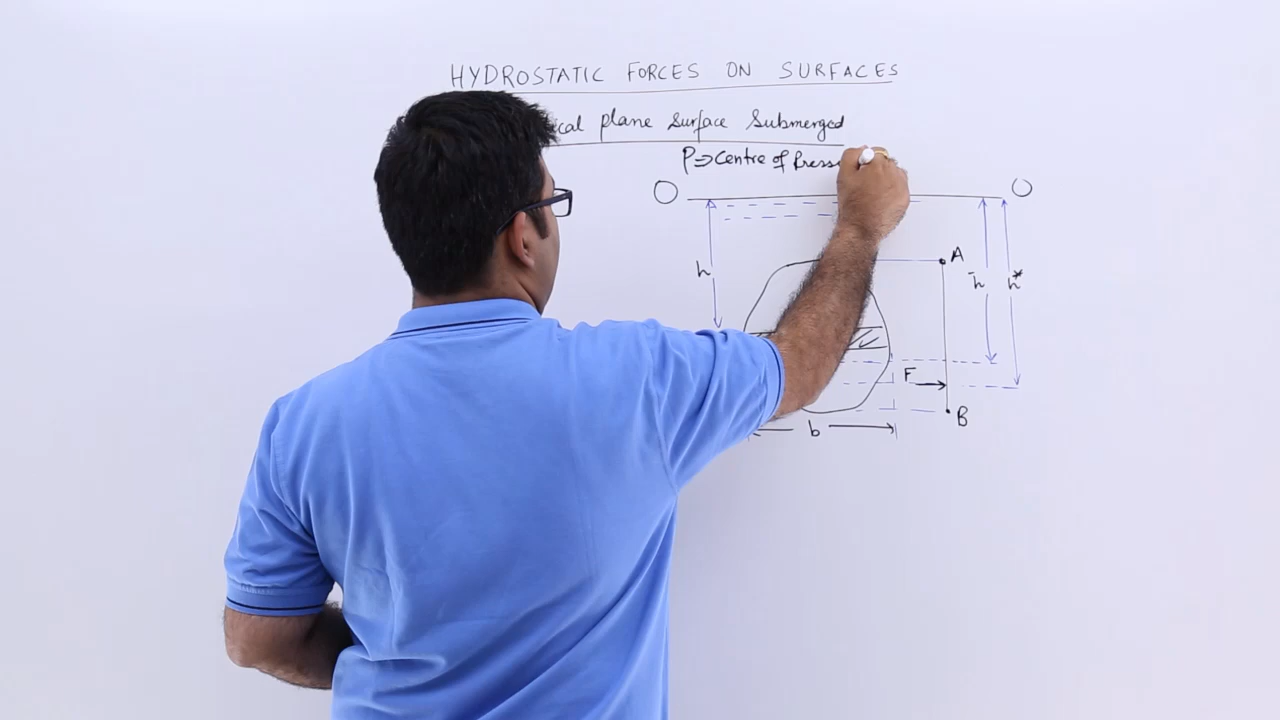 HYDROSTATIC FORCES ON SURFACES
plane Surface Submerged
P⇒Centre of
O O
h A h̄ h*
F
B
b